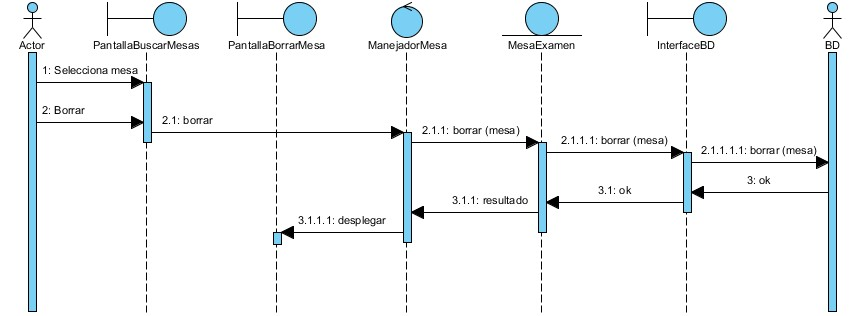 Actor
PantallaBuscarMesas
PantallaBorrarMesa
ManejadorMesa
MesaExamen
InterfaceBD
BD
1: Selecciona mesa
2: Borrar
2.1: borrar
2.1.1: borrar (mesa)
2.1.1.1: borrar (mesa)
2.1.1.1.1: borrar (mesa)
3: ok
3.1: ok
3.1.1: resultado
3.1.1.1: desplegar